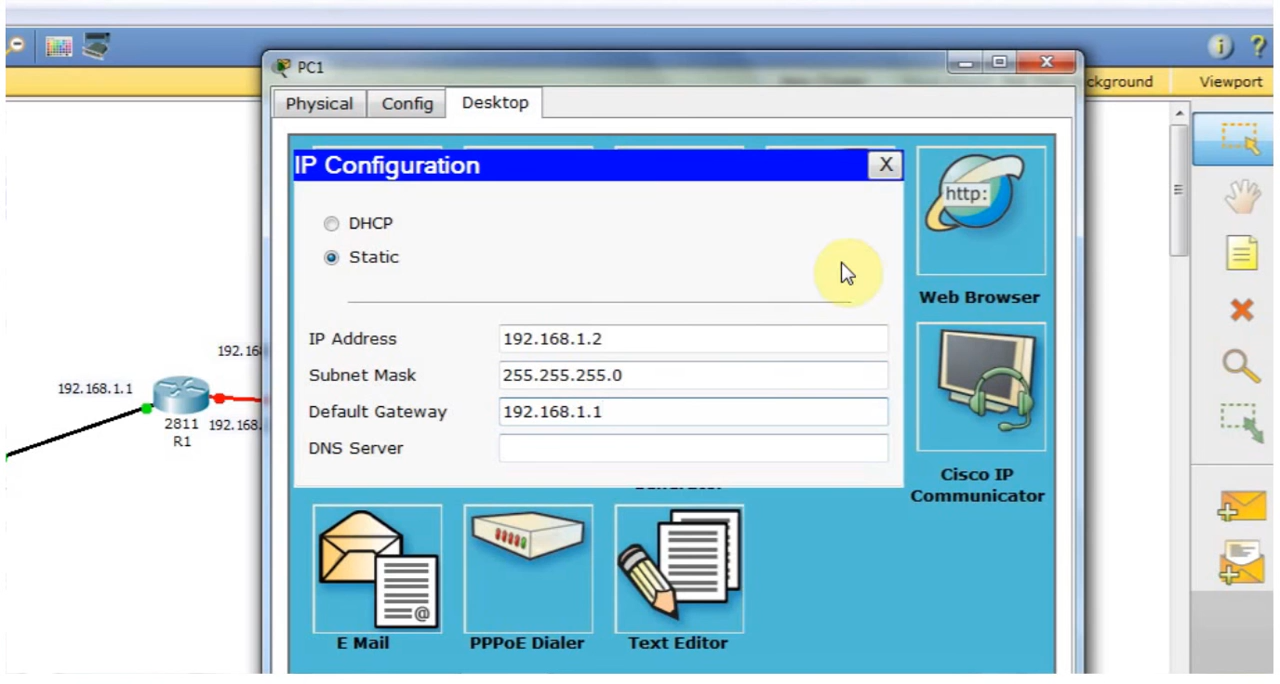 PC1
ckground
Viewport
Physical
Config
Desktop
IP Configuration
X
http:
DHCP
Static
Web Browser
192.168.1.1
2811
R1
192.168.
IP Address
192.168.1.2
Subnet Mask
255.255.255.0
Default Gateway
192.168.1.1
DNS Server
Cisco IP
Communicator
@
E Mail
PPPoE Dialer
Text Editor